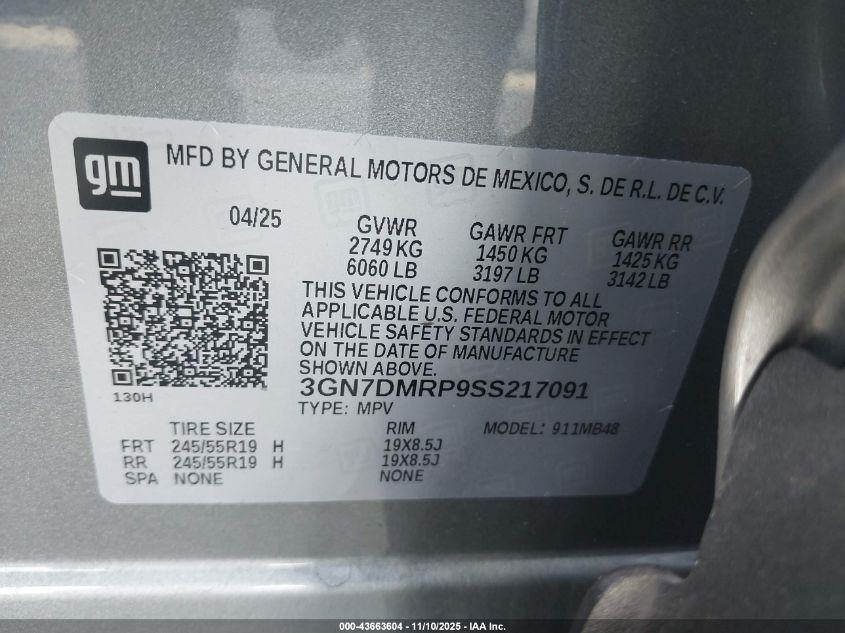 gm
MFD BY GENERAL MOTORS DE MEXICO, S. DE R.L. DE C.V.
04/25 GVWR GAWR FRT GAWR RR
2749 KG 1450 KG 1425 KG
6060 LB 3197 LB 3142 LB
THIS VEHICLE CONFORMS TO ALL
APPLICABLE U.S. FEDERAL MOTOR
VEHICLE SAFETY STANDARDS IN EFFECT
ON THE DATE OF MANUFACTURE
SHOWN ABOVE.
130H
3GN7DMRP9SS217091
TYPE: MPV
TIRE SIZE RIM MODEL: 911MB48
FRT 245/55R19 H 19X8.5J
RR 245/55R19 H 19X8.5J
SPA NONE NONE
000-43663604 - 11/10/2025 - IAA Inc.